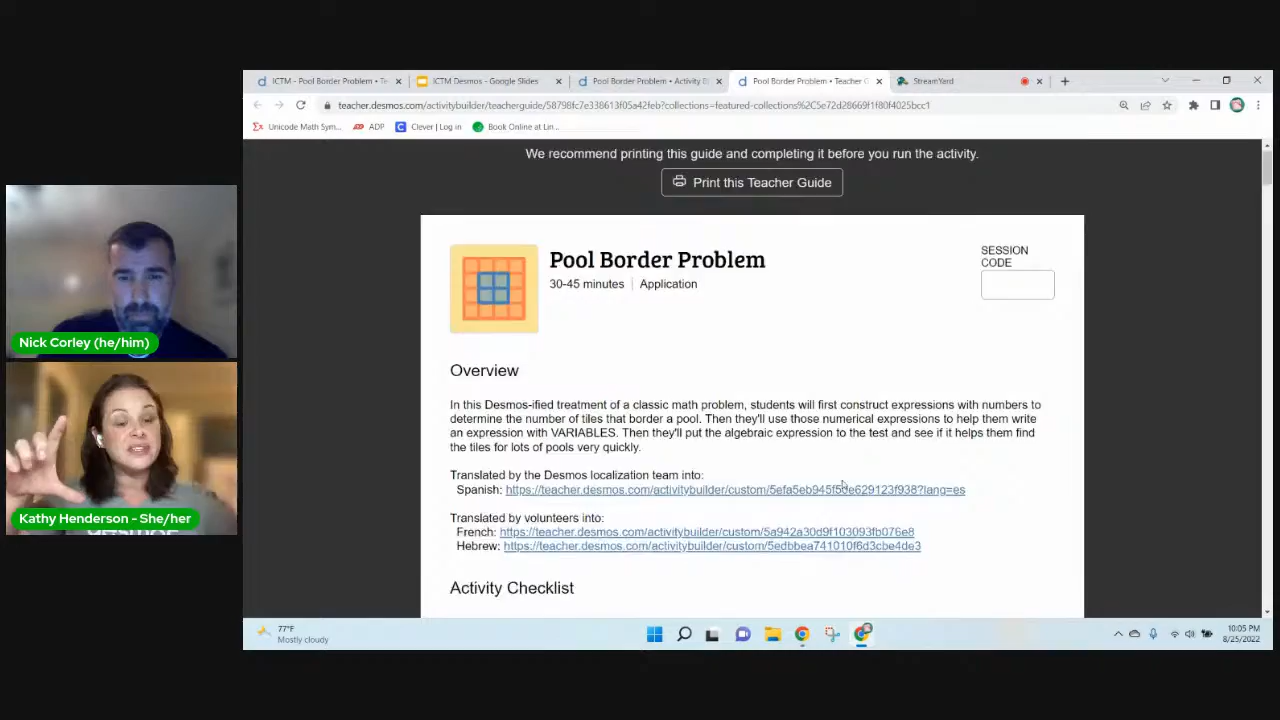 ICTM - Pool Border Problem • Te
ICTM Desmos - Google Slides
Pool Border Problem • Activity B
Pool Border Problem • Teacher G
StreamYard
teacher.desmos.com/activitybuilder/teacherguide/58798fc7e338613f05a42feb?collections=featured-collections%2C5e72d28669f1f80f4025bcc1
Unicode Math Sym...
ADP
Clever | Log in
Book Online at Lin...
We recommend printing this guide and completing it before you run the activity.
Print this Teacher Guide
Pool Border Problem
30-45 minutes | Application
SESSION
CODE
Overview
In this Desmos-ified treatment of a classic math problem, students will first construct expressions with numbers to
determine the number of tiles that border a pool. Then they'll use those numerical expressions to help them write
an expression with VARIABLES. Then they'll put the algebraic expression to the test and see if it helps them find
the tiles for lots of pools very quickly.
Translated by the Desmos localization team into:
Spanish: https://teacher.desmos.com/activitybuilder/custom/5efa5eb945f5de629123f938?lang=es
Translated by volunteers into:
French: https://teacher.desmos.com/activitybuilder/custom/5a942a30d9f103093fb076e8
Hebrew: https://teacher.desmos.com/activitybuilder/custom/5edbbea741010f6d3cbe4de3
Activity Checklist
Nick Corley (he/him)
Kathy Henderson - She/her
77°F
Mostly cloudy
10:05 PM
8/25/2022